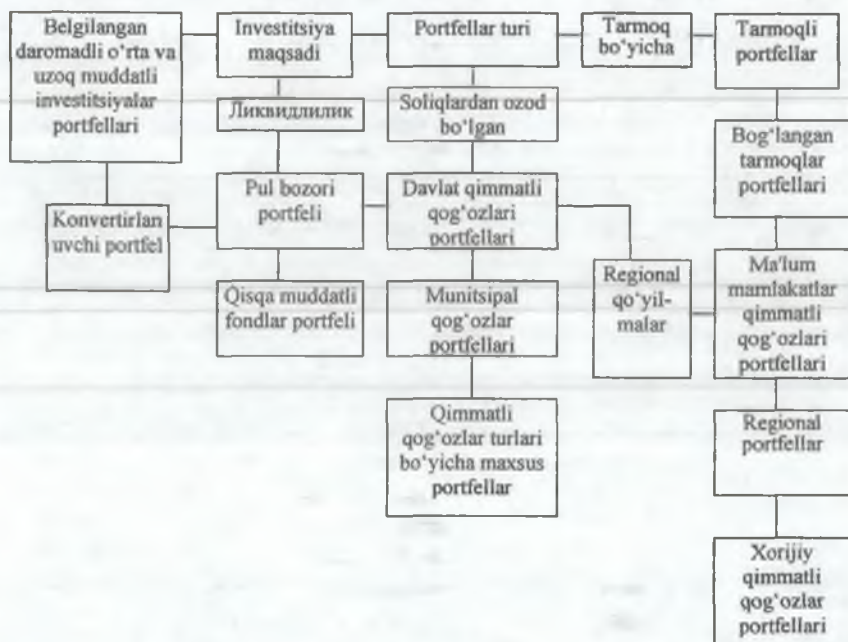 Belgilangan
daromadli o‘rta va
uzoq muddatli
investitsiyalar
portfellari
Investitsiya
maqsadi
Portfellar turi
Tarmoq
bo‘yicha
Tarmoqli
portfellar
Ликвидлилик
Soliqlardan ozod
bo‘lgan
Bog‘langan
tarmoqlar
portfellari
Konvertirlan
uvchi portfel
Pul bozori
portfeli
Davlat qimmatli
qog‘ozlari
portfellari
Qisqa muddatli
fondlar portfeli
Munitsipal
qog‘ozlar
portfellari
Regional
qo‘yil-
malar
Ma'lum
mamlakatlar
qimmatli
qog‘ozlari
portfellari
Qimmatli
qog‘ozlar turlari
bo‘yicha maxsus
portfellar
Regional
portfellar
Xorijiy
qimmatli
qog‘ozlar
portfellari